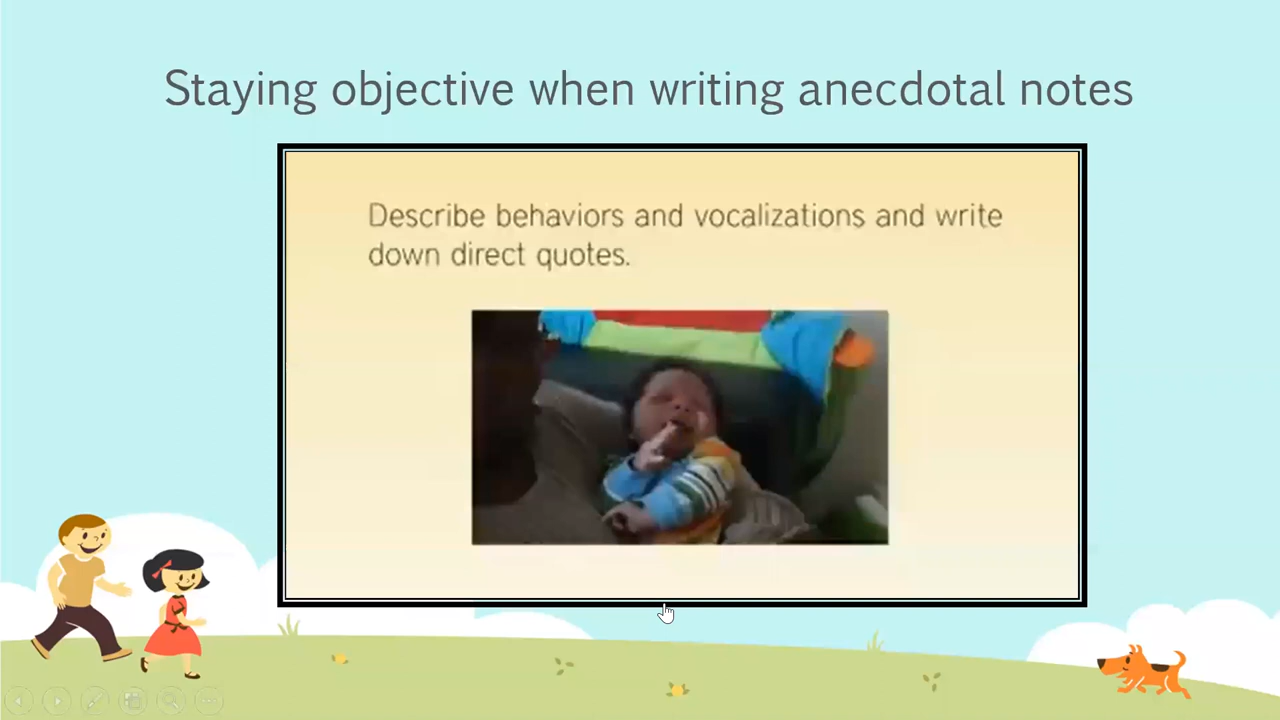 Staying objective when writing anecdotal notes
Describe behaviors and vocalizations and write
down direct quotes.